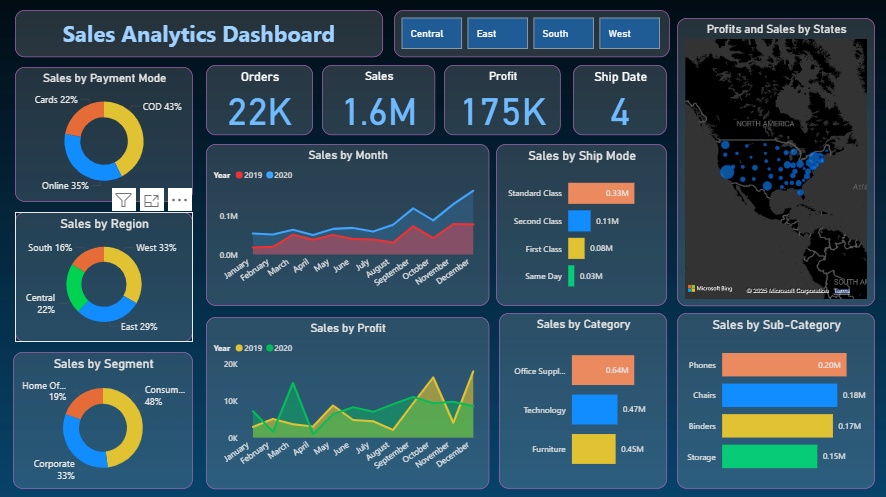 Sales Analytics Dashboard
Central
East
South
West
Profits and Sales by States
NORTH AMERICA
Atla
SOUTH AM
Microsoft Bing
© 2025 Microsoft Corporation
Terms
Sales by Payment Mode
Cards 22%
COD 43%
Online 35%
Orders
22K
Sales
1.6M
Profit
175K
Ship Date
4
Sales by Month
Year
2019
2020
0.1M
0.0M
January
February
March
April
May
June
July
August
September
October
November
December
Sales by Ship Mode
Standard Class
0.33M
Second Class
0.11M
First Class
0.08M
Same Day
0.03M
Sales by Region
South 16%
West 33%
Central
22%
East 29%
Sales by Profit
Year
2019
2020
20K
10K
0K
January
February
March
April
May
June
July
August
September
October
November
December
Sales by Category
Office Suppl...
0.64M
Technology
0.47M
Furniture
0.45M
Sales by Sub-Category
Phones
0.20M
Chairs
0.18M
Binders
0.17M
Storage
0.15M
Sales by Segment
Home Of...
19%
Consum...
48%
Corporate
33%